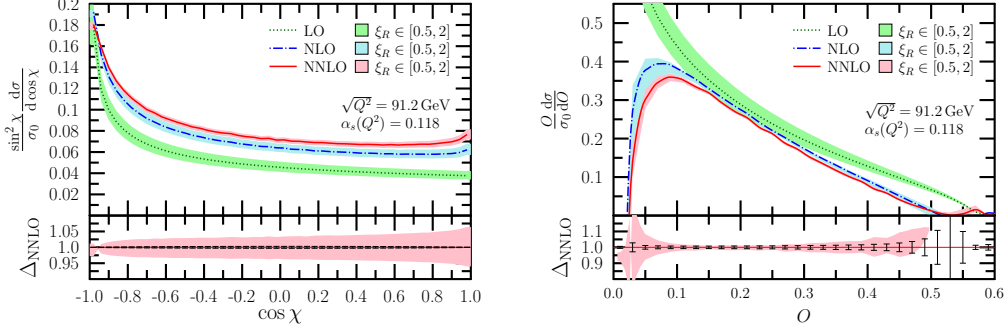 0.2
0.18
0.16
0.14
0.12
0.1
0.08
0.06
0.04
sin² χ / σ₀ dσ / d cos χ
LO ξ_R ∈ [0.5, 2]
NLO ξ_R ∈ [0.5, 2]
NNLO ξ_R ∈ [0.5, 2]
√Q² = 91.2 GeV
α_s(Q²) = 0.118
1.05
1.0
0.95
Δ_NNLO
-1.0 -0.8 -0.6 -0.4 -0.2 0.0 0.2 0.4 0.6 0.8 1.0
cos χ
0.5
0.4
0.3
0.2
0.1
O / σ₀ dσ / dO
LO ξ_R ∈ [0.5, 2]
NLO ξ_R ∈ [0.5, 2]
NNLO ξ_R ∈ [0.5, 2]
√Q² = 91.2 GeV
α_s(Q²) = 0.118
1.1
1.0
0.9
Δ_NNLO
0.0 0.1 0.2 0.3 0.4 0.5 0.6
O